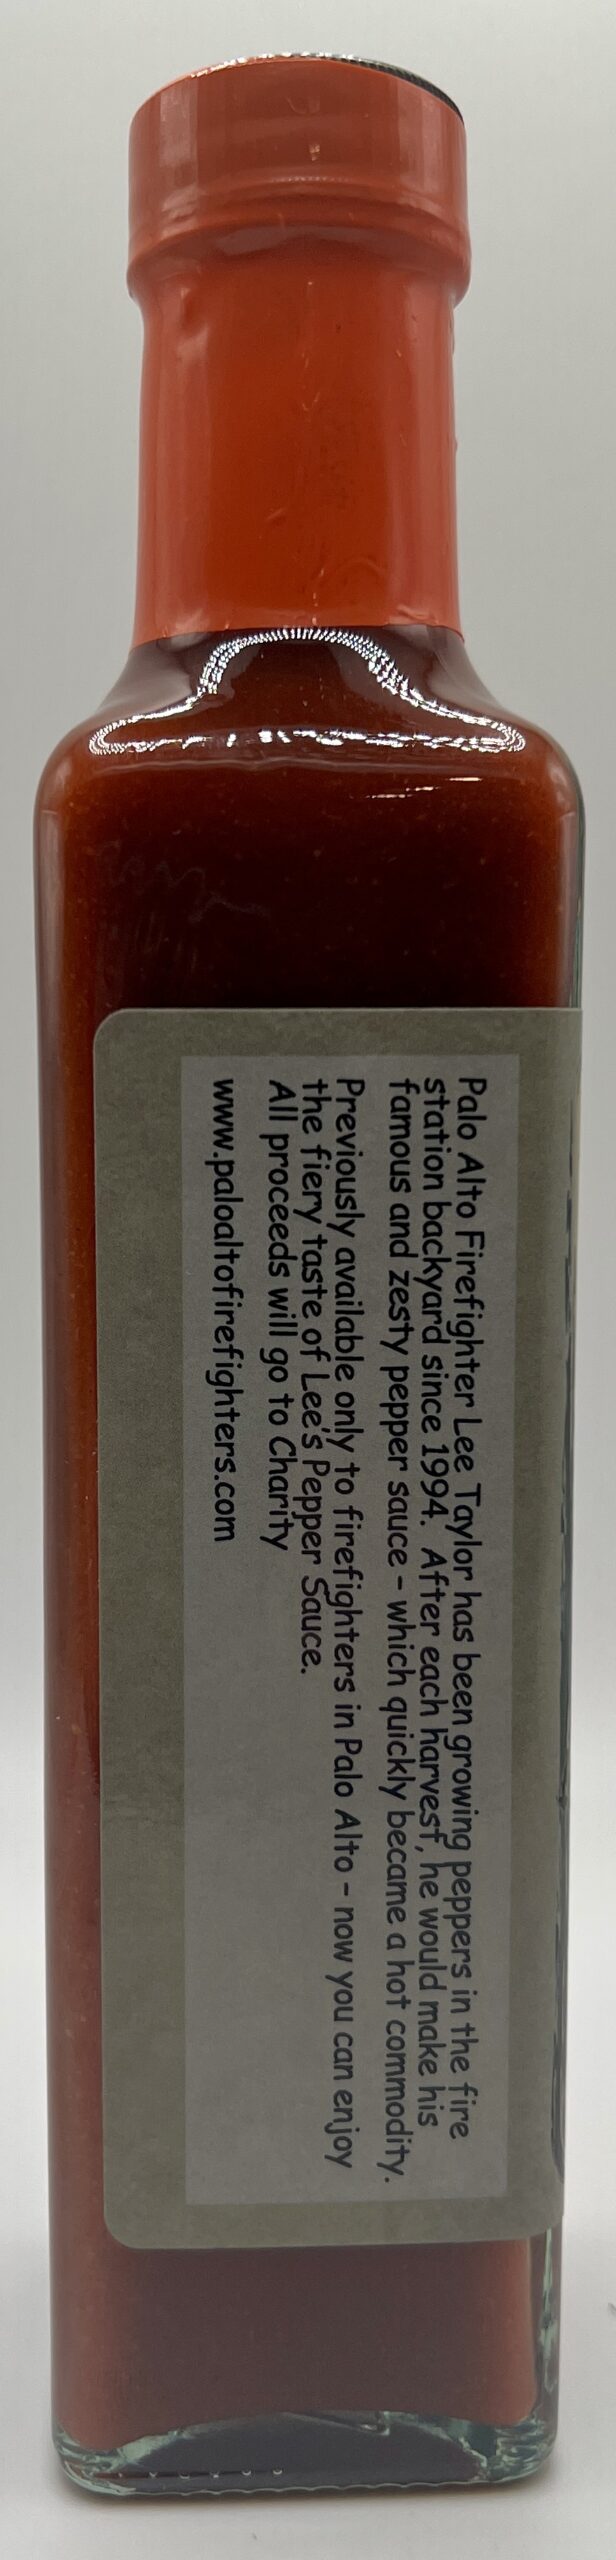 Palo Alto Firefighter Lee Taylor has been growing peppers in the fire
station backyard since 1994. After each harvest, he would make his
famous and zesty pepper sauce - which quickly became a hot commodity.
Previously available only to firefighters in Palo Alto - now you can enjoy
the fiery taste of Lee's Pepper Sauce.
All proceeds will go to Charity
www.paloaltofirefighters.com